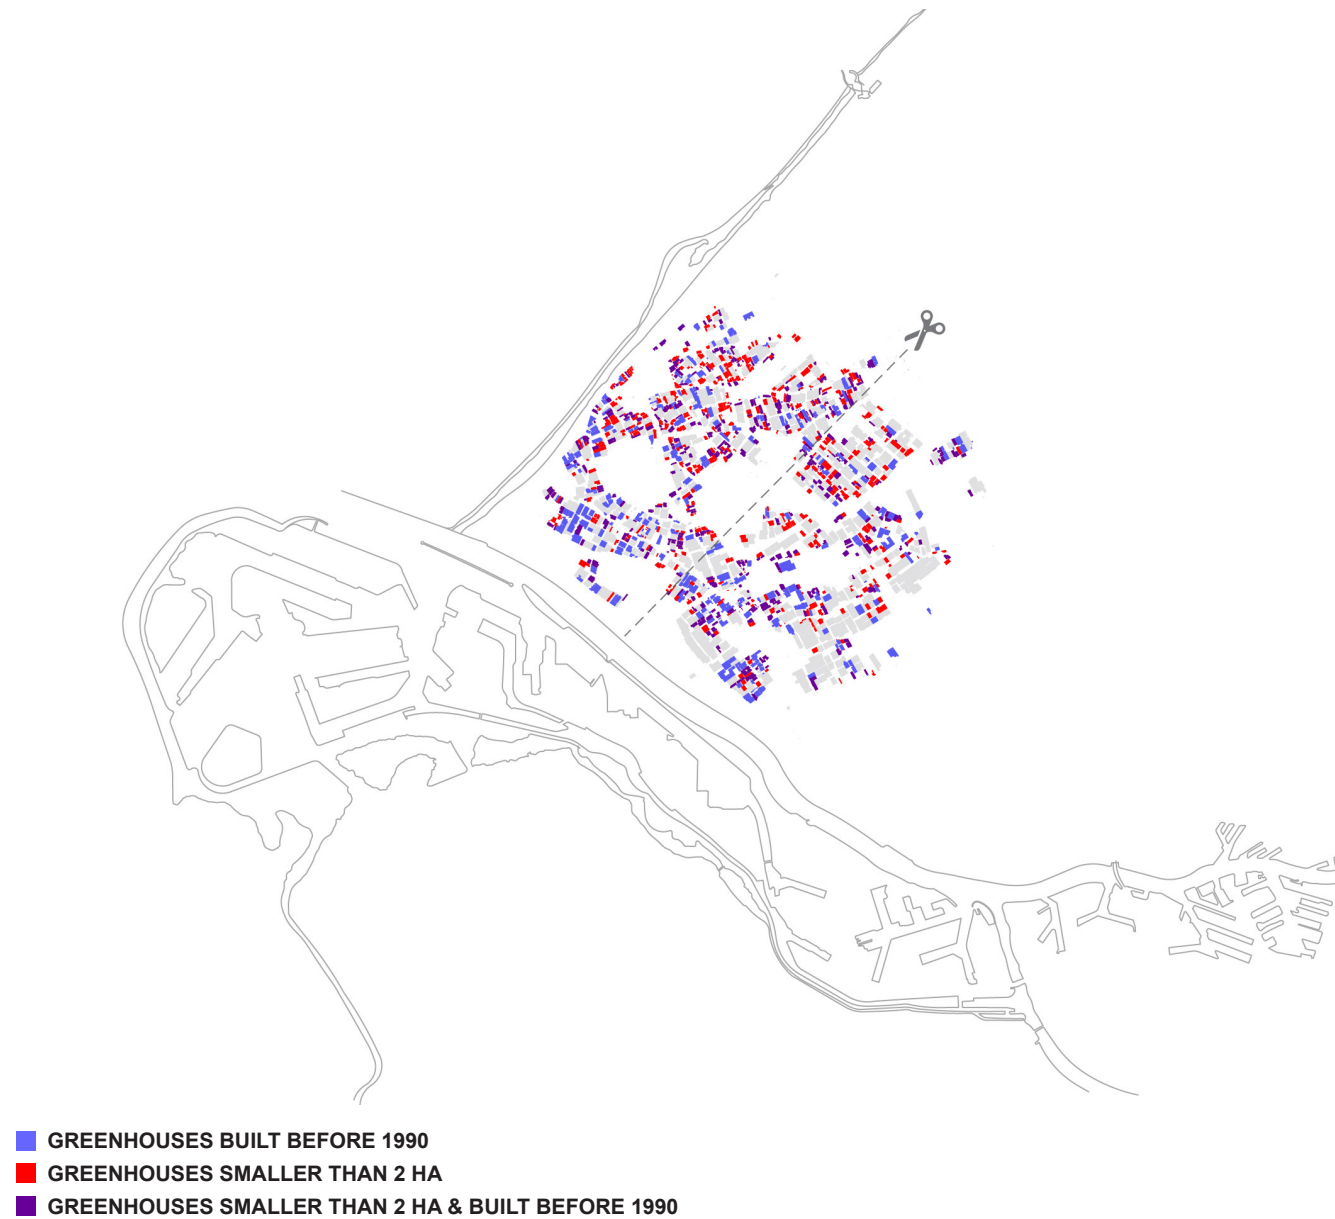 GREENHOUSES BUILT BEFORE 1990
GREENHOUSES SMALLER THAN 2 HA
GREENHOUSES SMALLER THAN 2 HA & BUILT BEFORE 1990